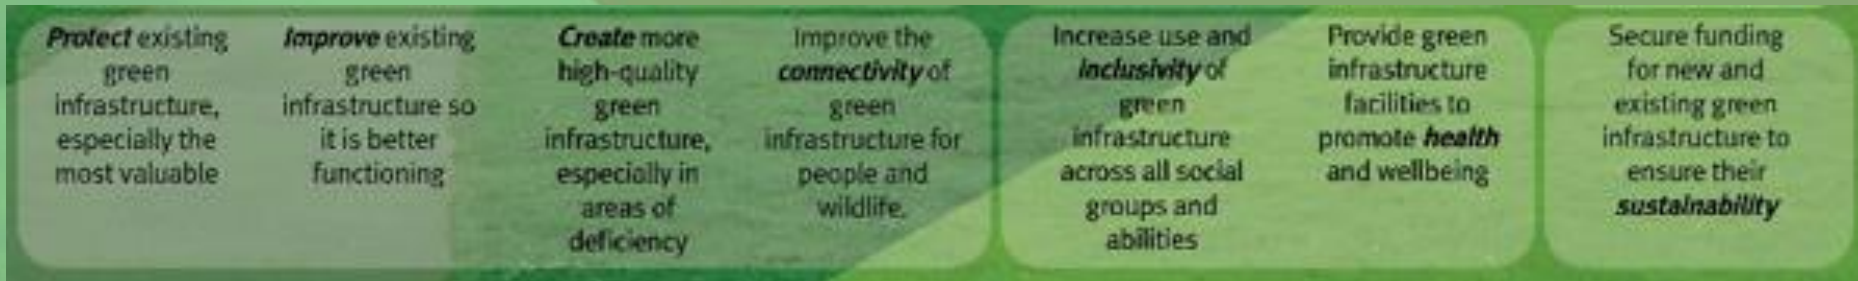 Protect existing
green
infrastructure,
especially the
most valuable
Improve existing
green
infrastructure so
it is better
functioning
Create more
high-quality
green
infrastructure,
especially in
areas of
deficiency
Improve the
connectivity of
green
infrastructure for
people and
wildlife.
Increase use and
inclusivity of
green
infrastructure
across all social
groups and
abilities
Provide green
infrastructure
facilities to
promote health
and wellbeing
Secure funding
for new and
existing green
infrastructure to
ensure their
sustainability